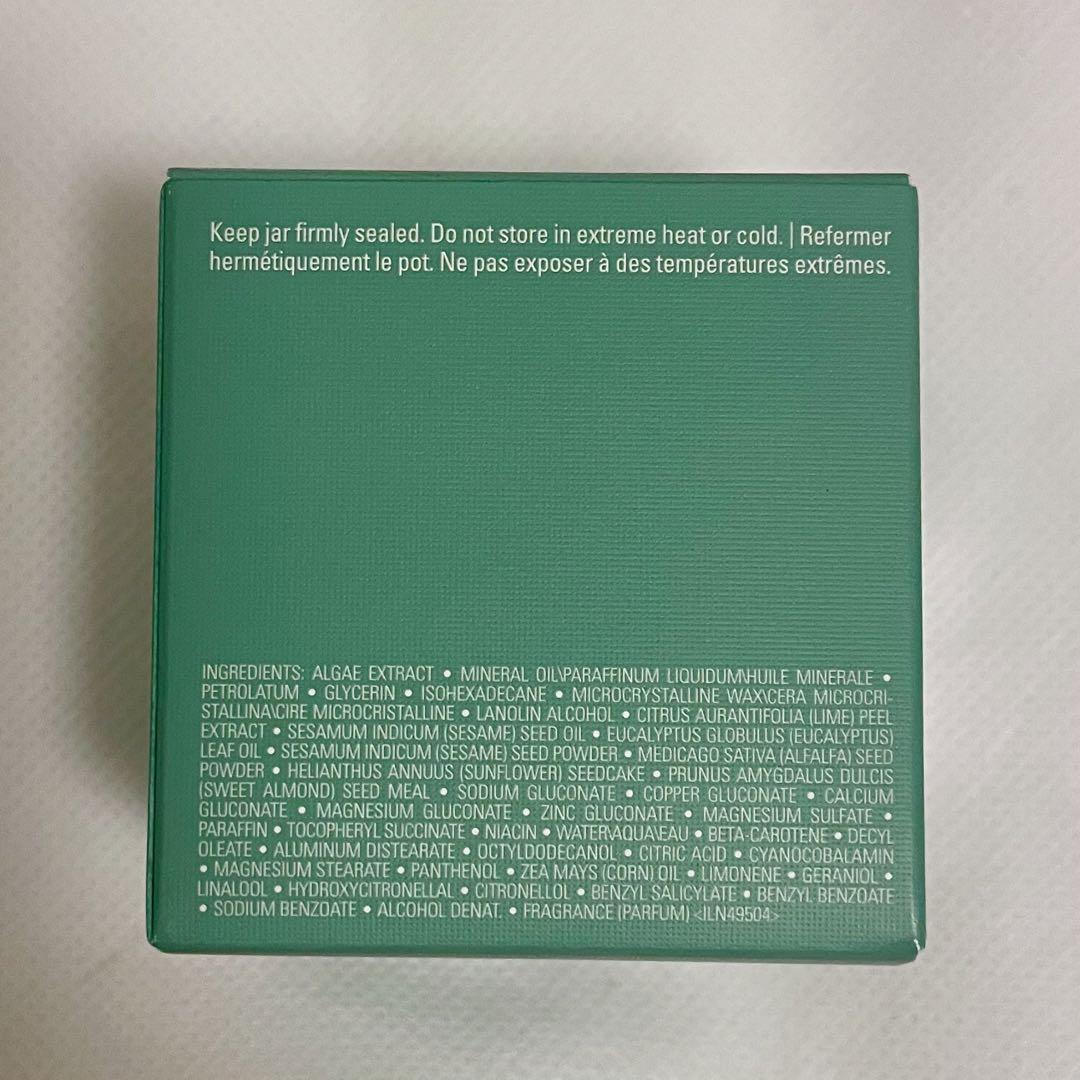 Keep jar firmly sealed. Do not store in extreme heat or cold. | Refermer
hermétiquement le pot. Ne pas exposer à des températures extrêmes.
INGREDIENTS: ALGAE EXTRACT • MINERAL OIL\PARAFFINUM LIQUIDUM\HUILE MINERALE •
PETROLATUM • GLYCERIN • ISOHEXADECANE • MICROCRYSTALLINE WAX\CERA MICROCRI-
STALLINA\CIRE MICROCRISTALLINE • LANOLIN ALCOHOL • CITRUS AURANTIFOLIA (LIME) PEEL
EXTRACT • SESAMUM INDICUM (SESAME) SEED OIL • EUCALYPTUS GLOBULUS (EUCALYPTUS)
LEAF OIL • SESAMUM INDICUM (SESAME) SEED POWDER • MEDICAGO SATIVA (ALFALFA) SEED
POWDER • HELIANTHUS ANNUUS (SUNFLOWER) SEEDCAKE • PRUNUS AMYGDALUS DULCIS
(SWEET ALMOND) SEED MEAL • SODIUM GLUCONATE • COPPER GLUCONATE • CALCIUM
GLUCONATE • MAGNESIUM GLUCONATE • ZINC GLUCONATE • MAGNESIUM SULFATE •
PARAFFIN • TOCOPHERYL SUCCINATE • NIACIN • WATER\AQUA\EAU • BETA-CAROTENE • DECYL
OLEATE • ALUMINUM DISTEARATE • OCTYLDODECANOL • CITRIC ACID • CYANOCOBALAMIN
• MAGNESIUM STEARATE • PANTHENOL • ZEA MAYS (CORN) OIL • LIMONENE • GERANIOL •
LINALOOL • HYDROXYCITRONELLAL • CITRONELLOL • BENZYL SALICYLATE • BENZYL BENZOATE
• SODIUM BENZOATE • ALCOHOL DENAT. • FRAGRANCE (PARFUM) <ILN49504>